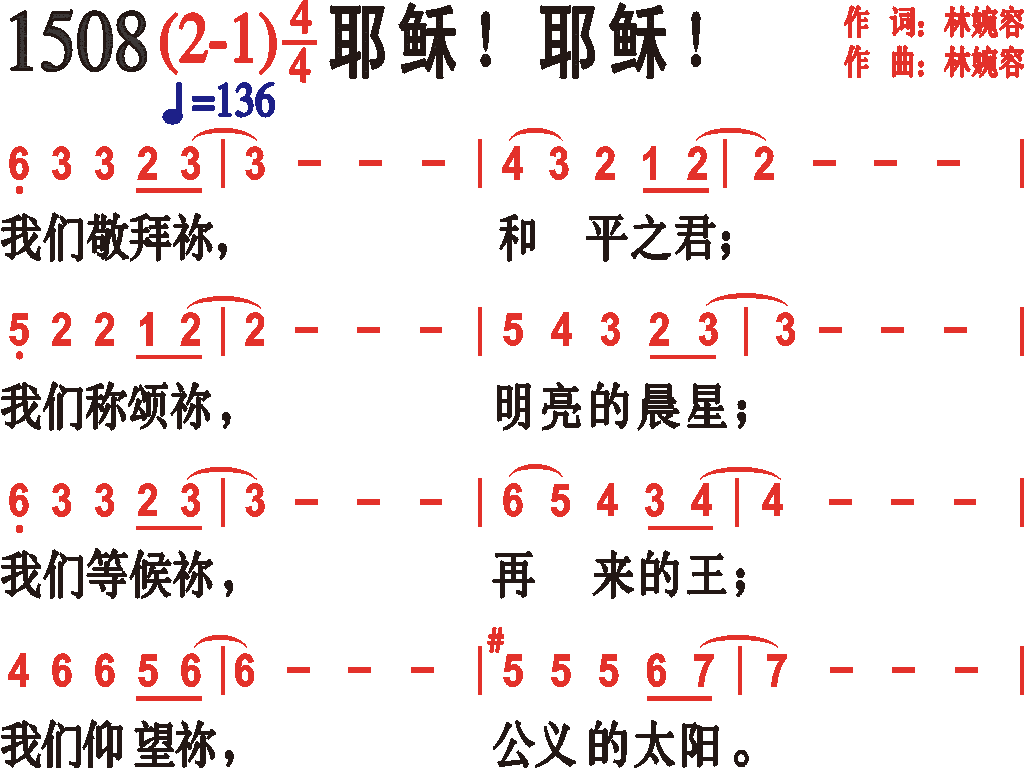 1508 (2-1) 4/4 耶稣！耶稣！
作 词：林婉容
作 曲：林婉容
♩=136
6̣ 3 3 2 3 | 3 － － － | 4 3 2 1 2 | 2 － － － |
我们敬拜祢， 和 平之君；
5̣ 2 2 1 2 | 2 － － － | 5 4 3 2 3 | 3 － － － |
我们称颂祢， 明亮的晨星；
6̣ 3 3 2 3 | 3 － － － | 6 5 4 3 4 | 4 － － － |
我们等候祢， 再 来的王；
4 6 6 5 6 | 6 － － － | #5 5 5 6 7 | 7 － － － |
我们仰望祢， 公义的太阳。